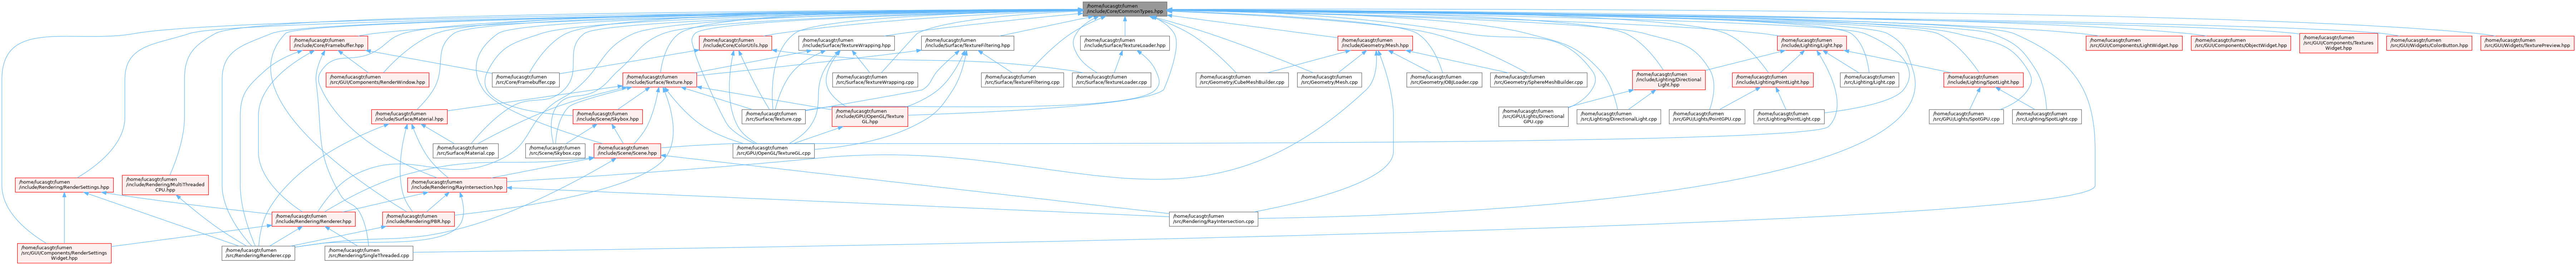 /home/lucasgtr/lumen
/include/Core/CommonTypes.hpp
/home/lucasgtr/lumen
/include/Core/Framebuffer.hpp
/home/lucasgtr/lumen
/include/Core/ColorUtils.hpp
/home/lucasgtr/lumen
/include/Surface/TextureWrapping.hpp
/home/lucasgtr/lumen
/include/Surface/TextureFiltering.hpp
/home/lucasgtr/lumen
/include/Surface/TextureLoader.hpp
/home/lucasgtr/lumen
/include/Geometry/Mesh.hpp
/home/lucasgtr/lumen
/include/Lighting/Light.hpp
/home/lucasgtr/lumen
/src/GUI/Components/LightWidget.hpp
/home/lucasgtr/lumen
/src/GUI/Components/ObjectWidget.hpp
/home/lucasgtr/lumen
/src/GUI/Components/Textures
Widget.hpp
/home/lucasgtr/lumen
/src/GUI/Widgets/ColorButton.hpp
/home/lucasgtr/lumen
/src/GUI/Widgets/TexturePreview.hpp
/home/lucasgtr/lumen
/src/GUI/Components/RenderWindow.hpp
/home/lucasgtr/lumen
/src/Core/Framebuffer.cpp
/home/lucasgtr/lumen
/include/Surface/Texture.hpp
/home/lucasgtr/lumen
/src/Surface/TextureWrapping.cpp
/home/lucasgtr/lumen
/src/Surface/TextureFiltering.cpp
/home/lucasgtr/lumen
/src/Surface/TextureLoader.cpp
/home/lucasgtr/lumen
/src/Geometry/CubeMeshBuilder.cpp
/home/lucasgtr/lumen
/src/Geometry/Mesh.cpp
/home/lucasgtr/lumen
/src/Geometry/OBJLoader.cpp
/home/lucasgtr/lumen
/src/Geometry/SphereMeshBuilder.cpp
/home/lucasgtr/lumen
/include/Lighting/Directional
Light.hpp
/home/lucasgtr/lumen
/include/Lighting/PointLight.hpp
/home/lucasgtr/lumen
/src/Lighting/Light.cpp
/home/lucasgtr/lumen
/include/Lighting/SpotLight.hpp
/home/lucasgtr/lumen
/include/Surface/Material.hpp
/home/lucasgtr/lumen
/include/Scene/Skybox.hpp
/home/lucasgtr/lumen
/src/Surface/Texture.cpp
/home/lucasgtr/lumen
/include/GPU/OpenGL/Texture
GL.hpp
/home/lucasgtr/lumen
/src/GPU/Lights/Directional
GPU.cpp
/home/lucasgtr/lumen
/src/Lighting/DirectionalLight.cpp
/home/lucasgtr/lumen
/src/GPU/Lights/PointGPU.cpp
/home/lucasgtr/lumen
/src/Lighting/PointLight.cpp
/home/lucasgtr/lumen
/src/GPU/Lights/SpotGPU.cpp
/home/lucasgtr/lumen
/src/Lighting/SpotLight.cpp
/home/lucasgtr/lumen
/src/Surface/Material.cpp
/home/lucasgtr/lumen
/src/Scene/Skybox.cpp
/home/lucasgtr/lumen
/include/Scene/Scene.hpp
/home/lucasgtr/lumen
/src/GPU/OpenGL/TextureGL.cpp
/home/lucasgtr/lumen
/include/Rendering/RenderSettings.hpp
/home/lucasgtr/lumen
/include/Rendering/MultiThreaded
CPU.hpp
/home/lucasgtr/lumen
/include/Rendering/RayIntersection.hpp
/home/lucasgtr/lumen
/include/Rendering/Renderer.hpp
/home/lucasgtr/lumen
/include/Rendering/PBR.hpp
/home/lucasgtr/lumen
/src/Rendering/RayIntersection.cpp
/home/lucasgtr/lumen
/src/GUI/Components/RenderSettings
Widget.hpp
/home/lucasgtr/lumen
/src/Rendering/Renderer.cpp
/home/lucasgtr/lumen
/src/Rendering/SingleThreaded.cpp